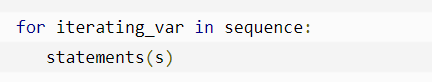 for iterating_var in sequence:
   statements(s)